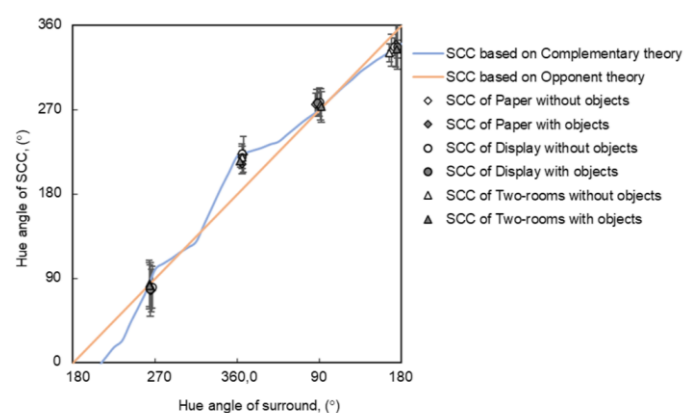 360
270
180
90
0
Hue angle of SCC, (°)
180 270 360,0 90 180
Hue angle of surround, (°)
SCC based on Complementary theory
SCC based on Opponent theory
SCC of Paper without objects
SCC of Paper with objects
SCC of Display without objects
SCC of Display with objects
SCC of Two-rooms without objects
SCC of Two-rooms with objects